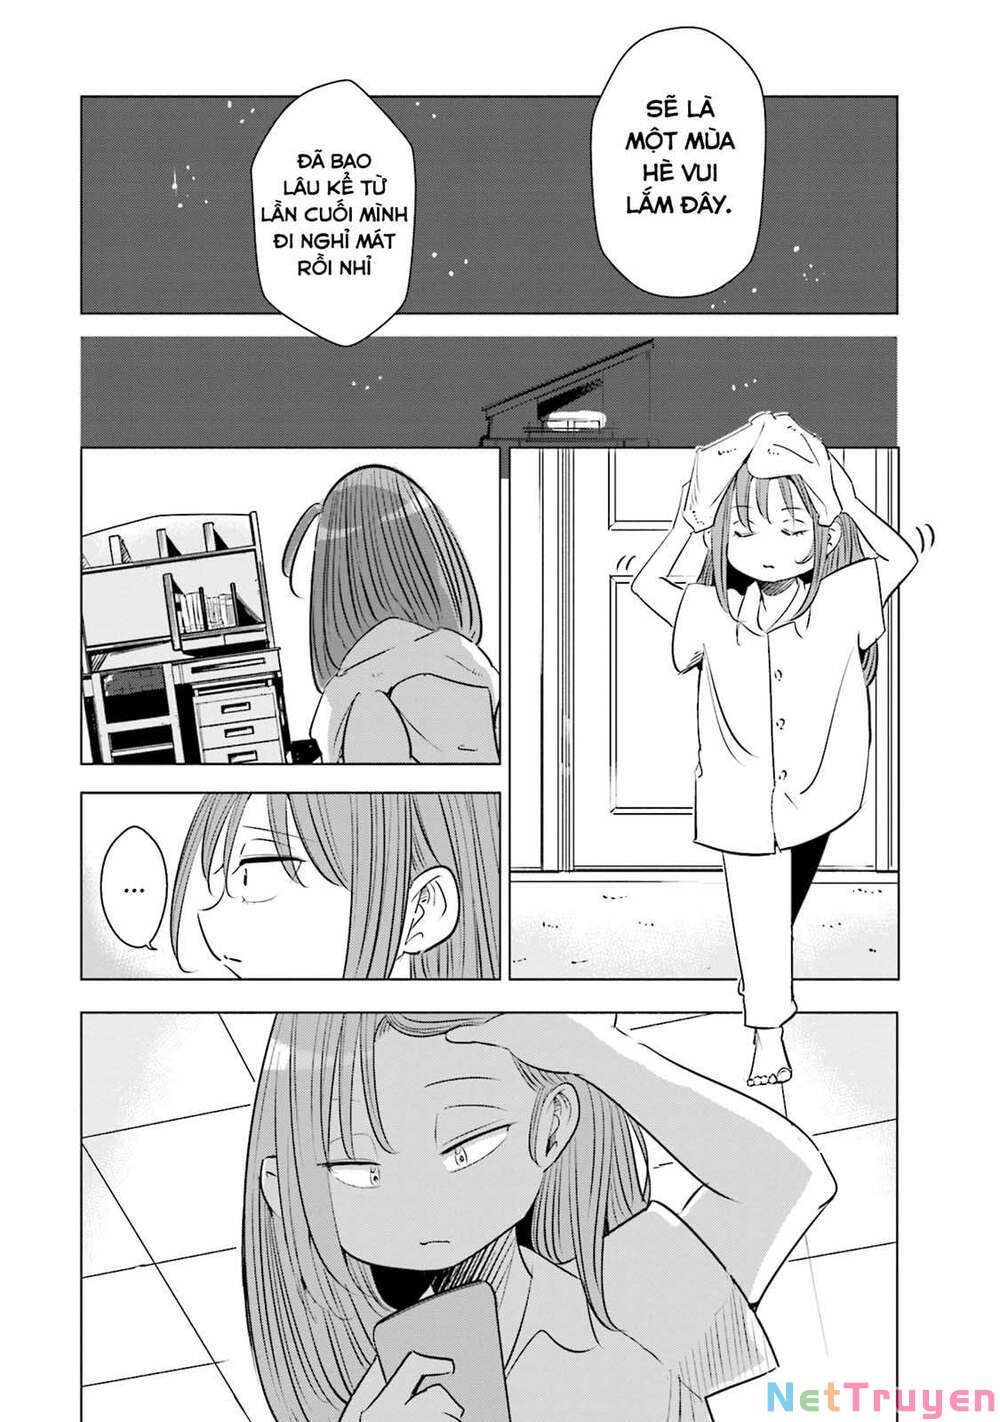 SẼ LÀ
MỘT MÙA
HÈ VUI
LẮM ĐÂY.
ĐÃ BAO
LÂU KỂ TỪ
LẦN CUỐI MÌNH
ĐI NGHỈ MÁT
RỒI NHỈ
...
NetTruyen